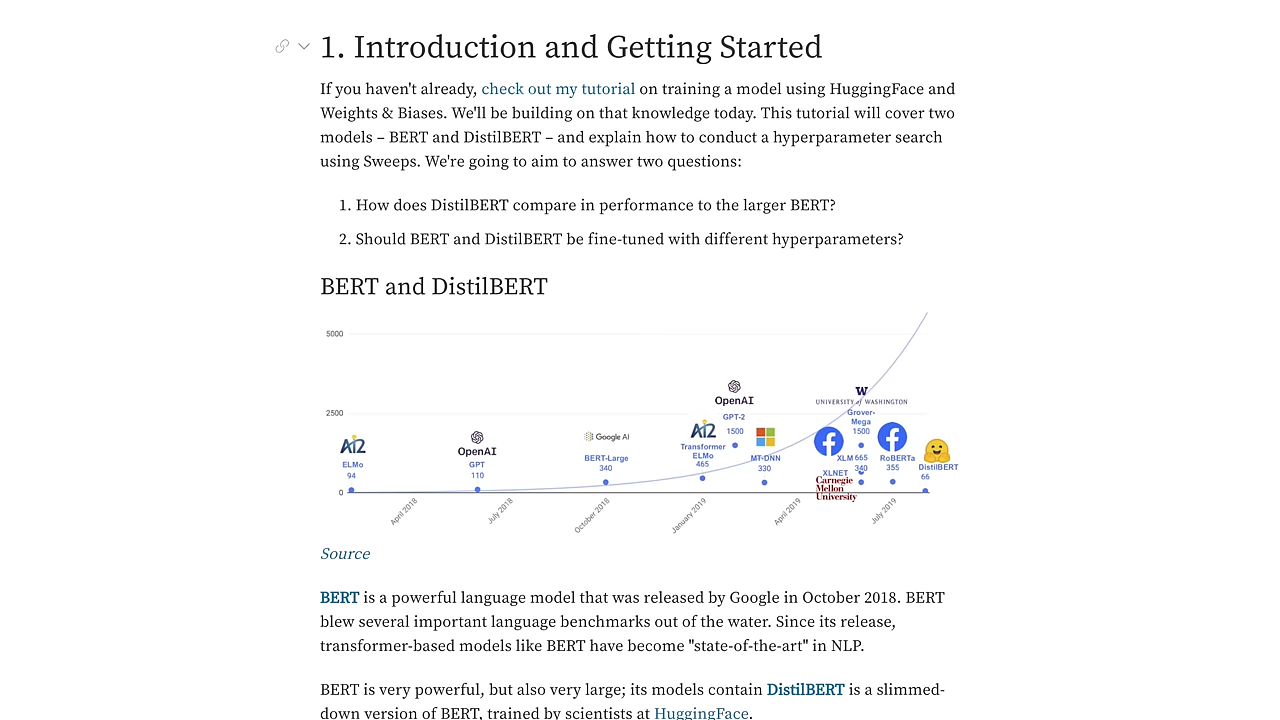 1. Introduction and Getting Started
If you haven't already, check out my tutorial on training a model using HuggingFace and
Weights & Biases. We'll be building on that knowledge today. This tutorial will cover two
models – BERT and DistilBERT – and explain how to conduct a hyperparameter search
using Sweeps. We're going to aim to answer two questions:
1. How does DistilBERT compare in performance to the larger BERT?
2. Should BERT and DistilBERT be fine-tuned with different hyperparameters?
BERT and DistilBERT
5000
2500
0
AI2
ELMo
94
OpenAI
GPT
110
Google AI
BERT-Large
340
AI2
Transformer
ELMo
465
OpenAI
GPT-2
1500
MT-DNN
330
W
UNIVERSITY of WASHINGTON
Grover-
Mega
1500
XLM 665
340
XLNET
Carnegie
Mellon
University
RoBERTa
355
DistilBERT
66
April 2018
July 2018
October 2018
January 2019
April 2019
July 2019
Source
BERT is a powerful language model that was released by Google in October 2018. BERT
blew several important language benchmarks out of the water. Since its release,
transformer-based models like BERT have become "state-of-the-art" in NLP.
BERT is very powerful, but also very large; its models contain DistilBERT is a slimmed-
down version of BERT, trained by scientists at HuggingFace.